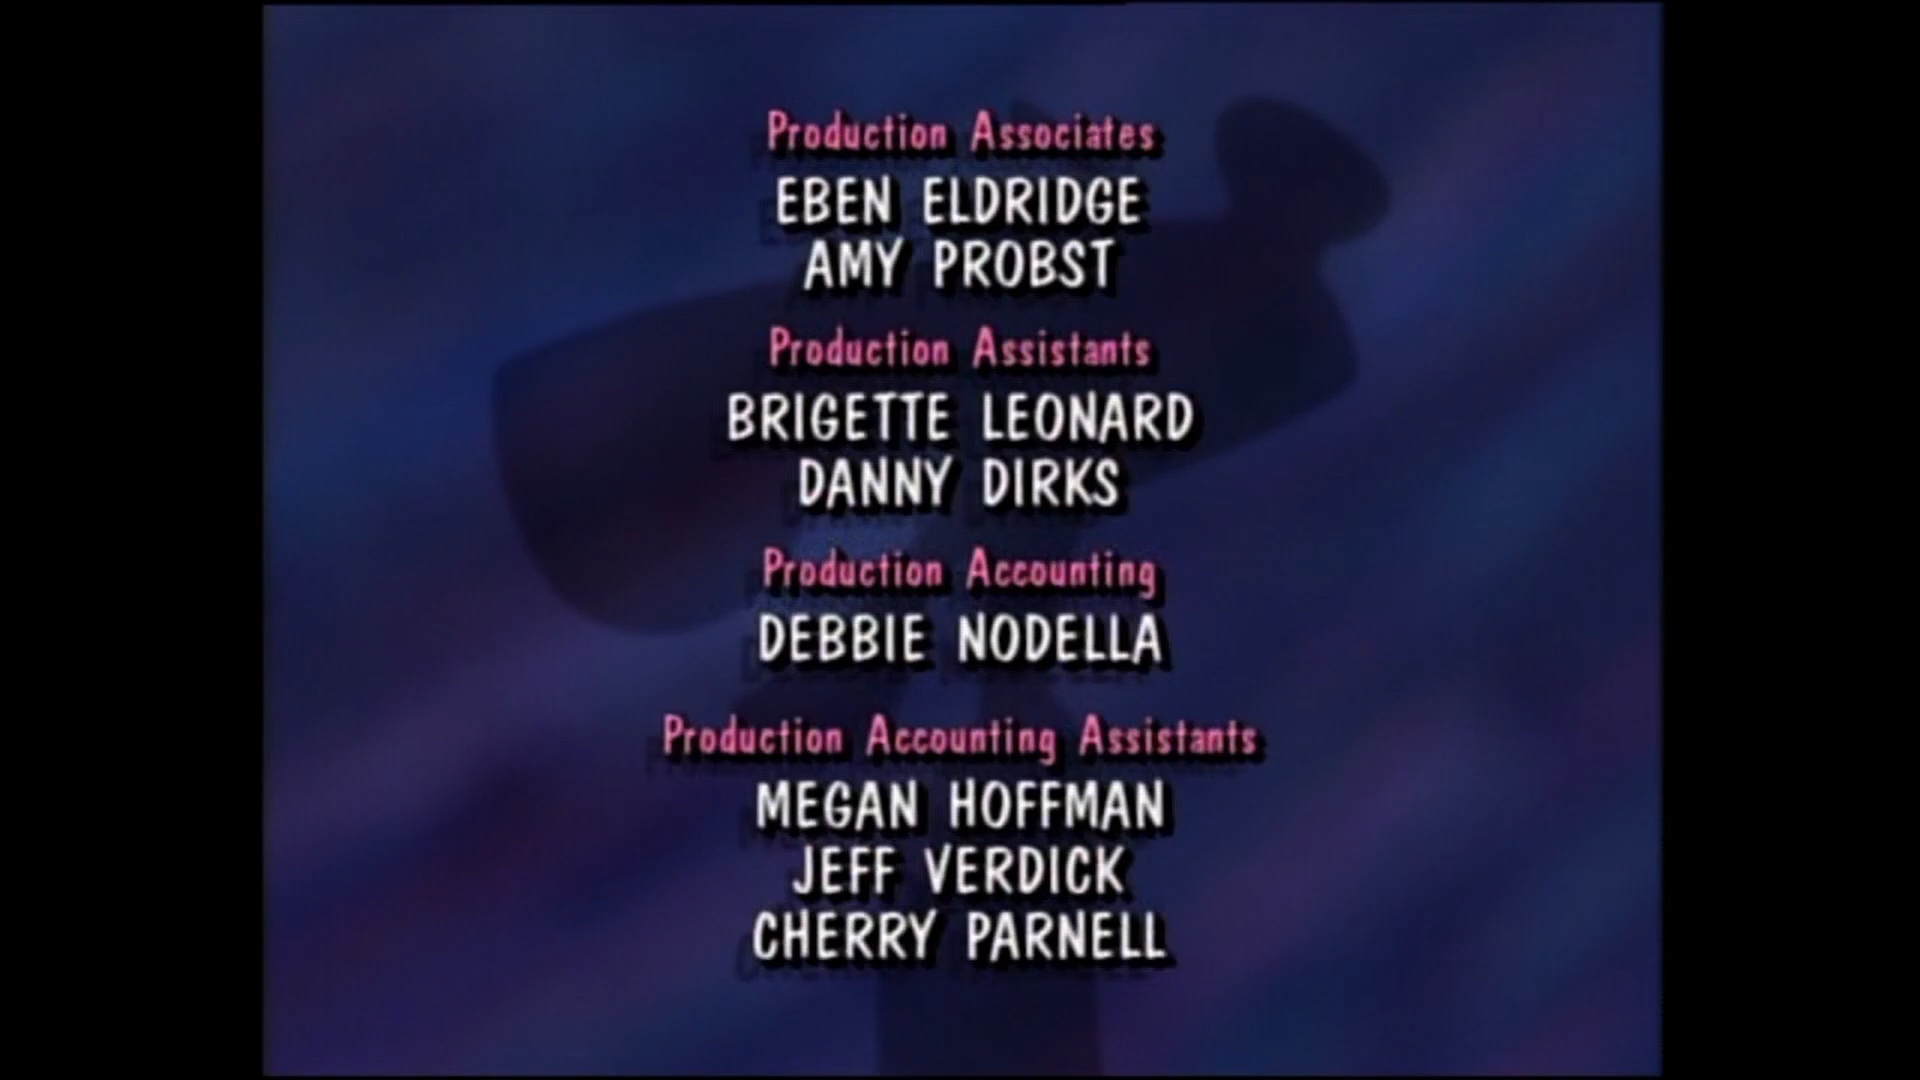 Production Associates
EBEN ELDRIDGE
AMY PROBST
Production Assistants
BRIGETTE LEONARD
DANNY DIRKS
Production Accounting
DEBBIE NODELLA
Production Accounting Assistants
MEGAN HOFFMAN
JEFF VERDICK
CHERRY PARNELL